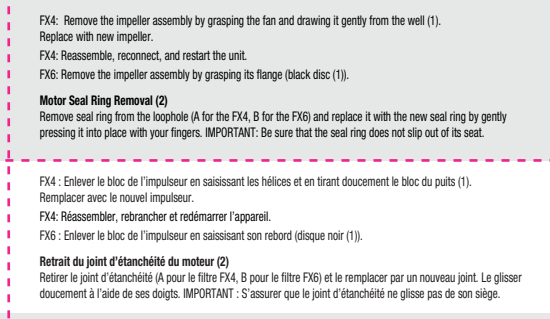 FX4: Remove the impeller assembly by grasping the fan and drawing it gently from the well (1).
Replace with new impeller.
FX4: Reassemble, reconnect, and restart the unit.
FX6: Remove the impeller assembly by grasping its flange (black disc (1)).
Motor Seal Ring Removal (2)
Remove seal ring from the loophole (A for the FX4, B for the FX6) and replace it with the new seal ring by gently
pressing it into place with your fingers. IMPORTANT: Be sure that the seal ring does not slip out of its seat.
FX4 : Enlever le bloc de l'impulseur en saisissant les hélices et en tirant doucement le bloc du puits (1).
Remplacer avec le nouvel impulseur.
FX4: Réassembler, rebrancher et redémarrer l'appareil.
FX6 : Enlever le bloc de l'impulseur en saisissant son rebord (disque noir (1)).
Retrait du joint d'étanchéité du moteur (2)
Retirer le joint d'étanchéité (A pour le filtre FX4, B pour le filtre FX6) et le remplacer par un nouveau joint. Le glisser
doucement à l'aide de ses doigts. IMPORTANT : S'assurer que le joint d'étanchéité ne glisse pas de son siège.